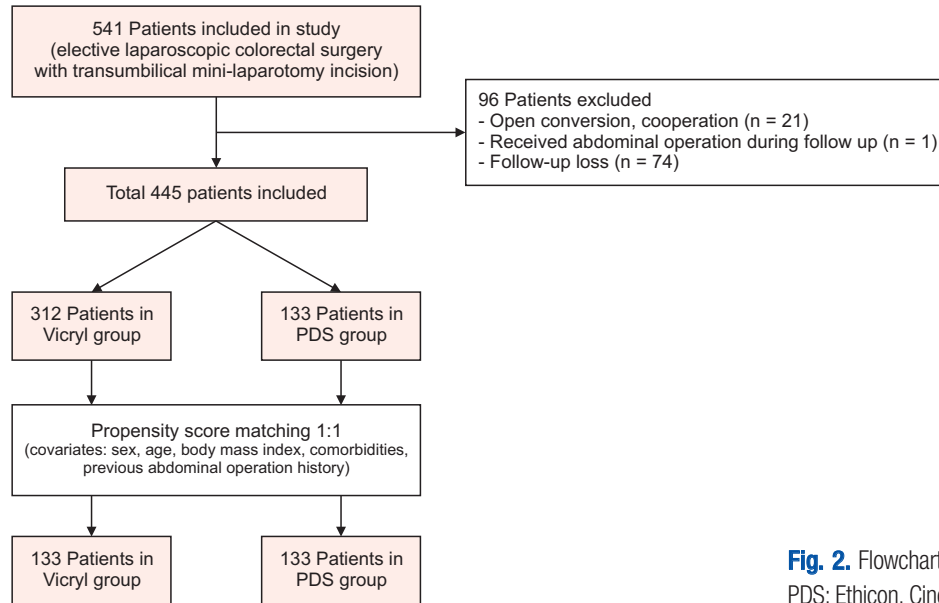 541 Patients included in study
(elective laparoscopic colorectal surgery
with transumbilical mini-laparotomy incision)
96 Patients excluded
- Open conversion, cooperation (n = 21)
- Received abdominal operation during follow up (n = 1)
- Follow-up loss (n = 74)
Total 445 patients included
312 Patients in
Vicryl group
133 Patients in
PDS group
Propensity score matching 1:1
(covariates: sex, age, body mass index, comorbidities,
previous abdominal operation history)
133 Patients in
Vicryl group
133 Patients in
PDS group
Fig. 2. Flowchart
PDS: Ethicon,